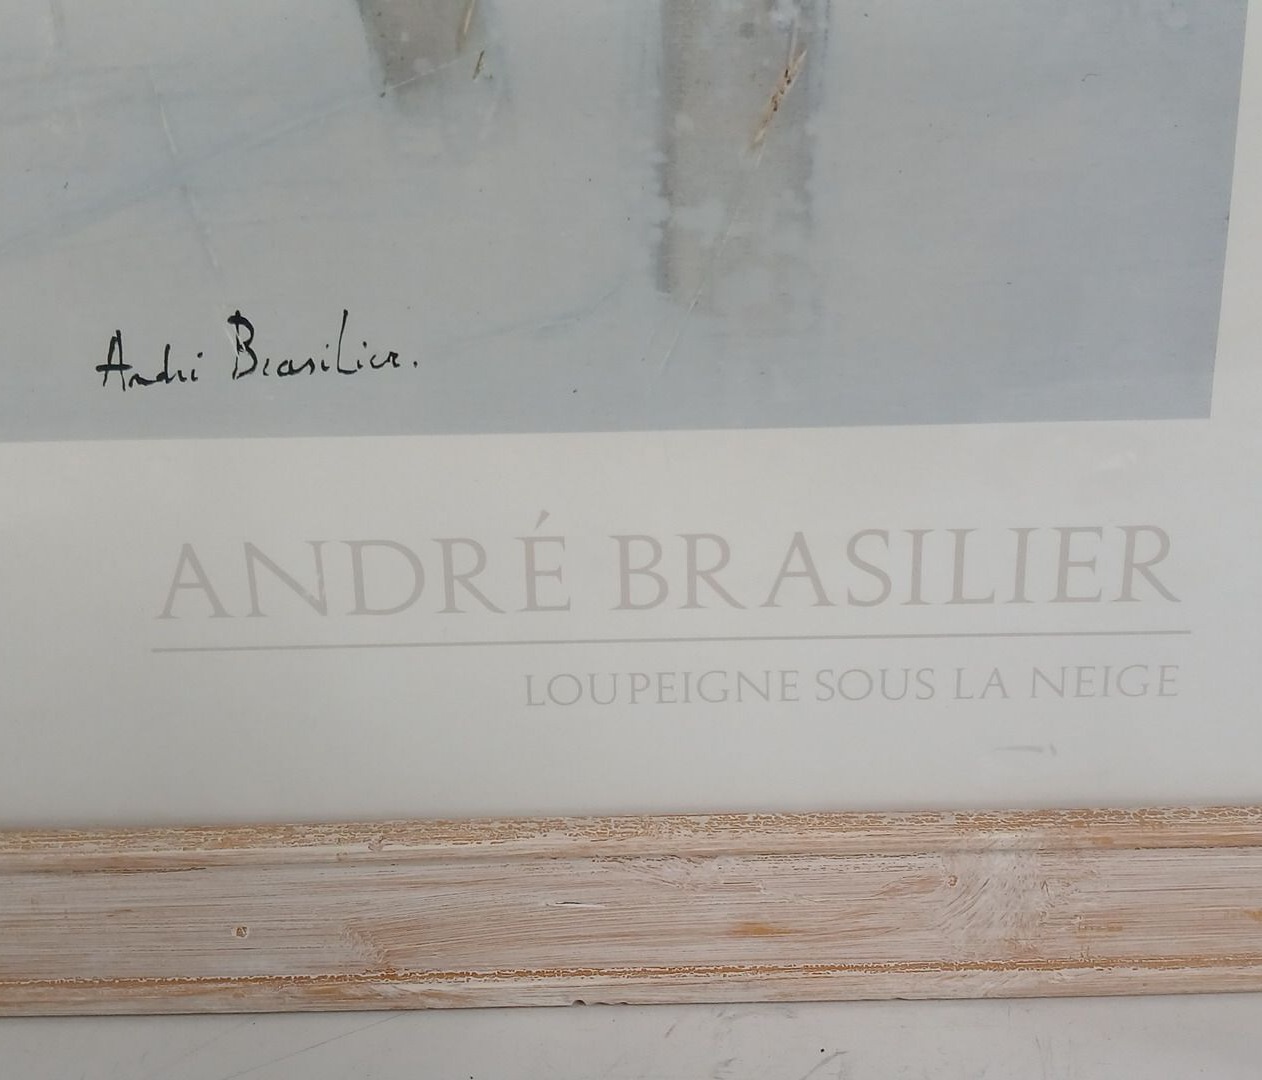 André Brasilier.
ANDRÉ BRASILIER
LOUPEIGNE SOUS LA NEIGE